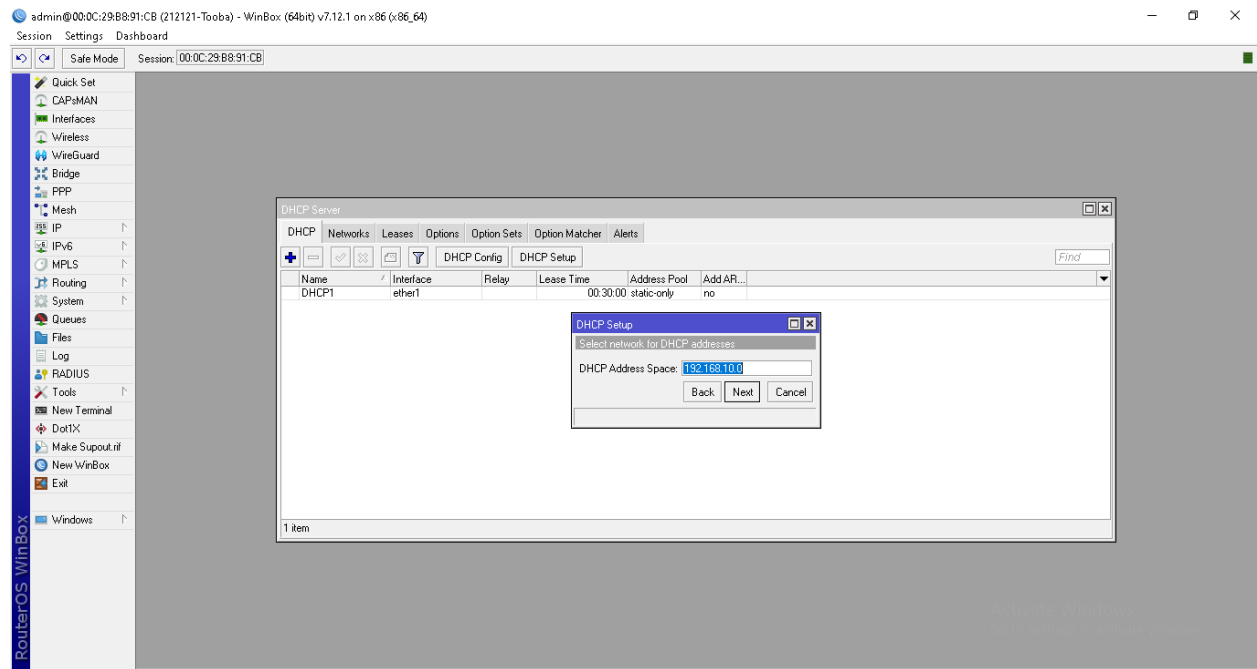 admin@00:0C:29:B8:91:CB (212121-Tooba) - WinBox (64bit) v7.12.1 on x86 (x86_64)
Session Settings Dashboard
Safe Mode Session: 00:0C:29:B8:91:CB
Quick Set
CAPsMAN
Interfaces
Wireless
WireGuard
Bridge
PPP
Mesh
IP
IPv6
MPLS
Routing
System
Queues
Files
Log
RADIUS
Tools
New Terminal
Dot1X
Make Supout.rif
New WinBox
Exit
Windows
RouterOS WinBox
DHCP Server
DHCP Networks Leases Options Option Sets Option Matcher Alerts
DHCP Config DHCP Setup Find
Name Interface Relay Lease Time Address Pool Add AR...
DHCP1 ether1 00:30:00 static-only no
DHCP Setup
Select network for DHCP addresses
DHCP Address Space: 192.168.10.0
Back Next Cancel
1 item
Activate Windows